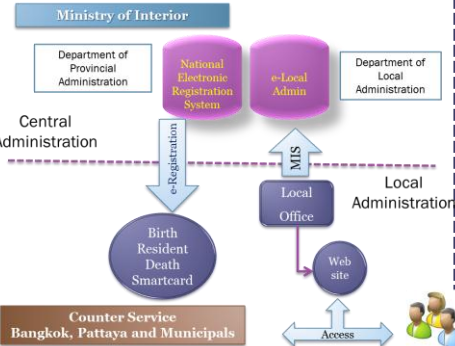 Ministry of Interior
Department of
Provincial
Administration
National
Electronic
Registration
System
e-Local
Admin
Department of
Local
Administration
Central
Administration
e-Registration
MIS
Local
Office
Local
Administration
Birth
Resident
Death
Smartcard
Web
site
Counter Service
Bangkok, Pattaya and Municipals
Access